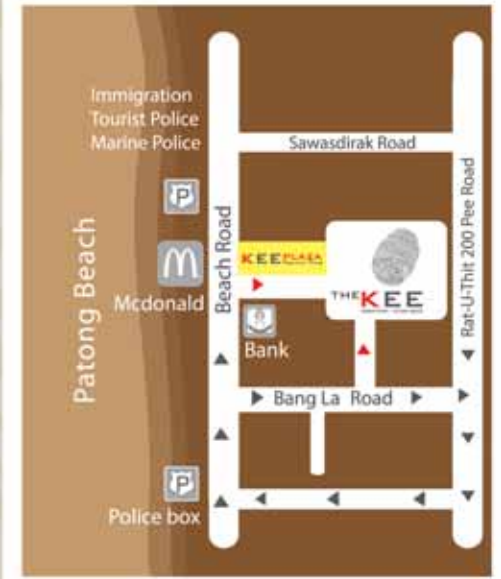 Immigration
Tourist Police
Marine Police
Sawasdirak Road
P
KEE PLAZA
Mcdonald
Beach Road
Patong Beach
THE KEE
Rat-U-Thit 200 Pee Road
Bank
Bang La Road
P
Police box